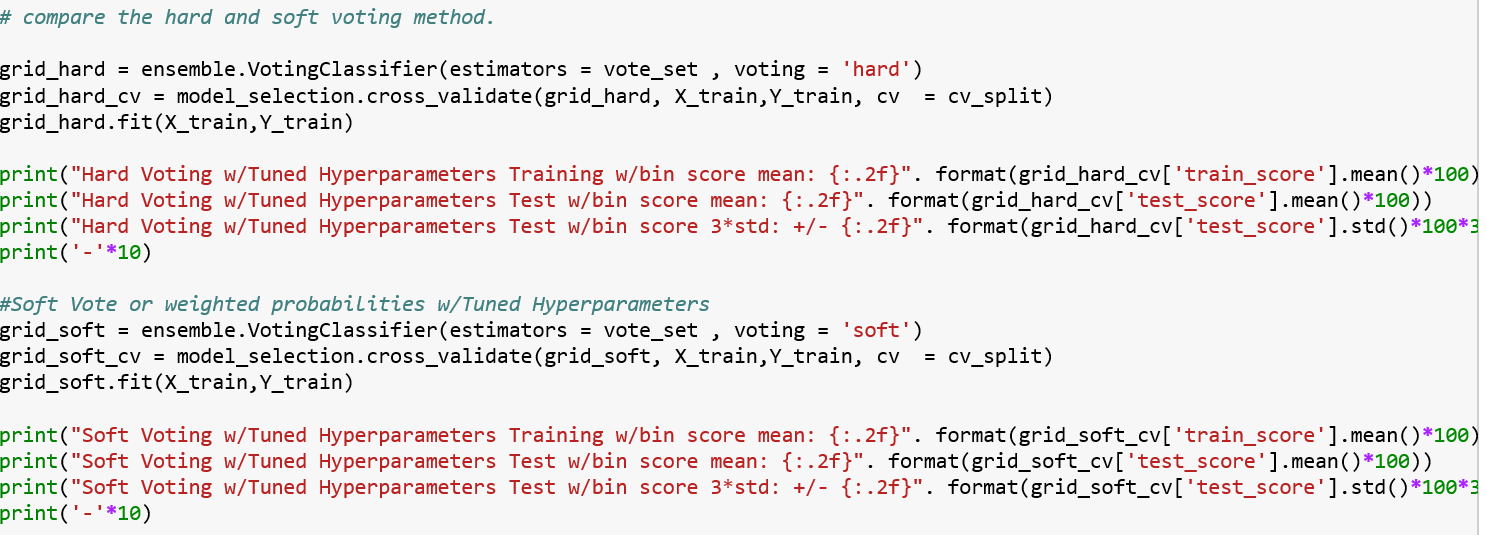 # compare the hard and soft voting method.
grid_hard = ensemble.VotingClassifier(estimators = vote_set , voting = 'hard')
grid_hard_cv = model_selection.cross_validate(grid_hard, X_train,Y_train, cv  = cv_split)
grid_hard.fit(X_train,Y_train)
print("Hard Voting w/Tuned Hyperparameters Training w/bin score mean: {:.2f}". format(grid_hard_cv['train_score'].mean()*100)
print("Hard Voting w/Tuned Hyperparameters Test w/bin score mean: {:.2f}". format(grid_hard_cv['test_score'].mean()*100))
print("Hard Voting w/Tuned Hyperparameters Test w/bin score 3*std: +/- {:.2f}". format(grid_hard_cv['test_score'].std()*100*3
print('-'*10)
#Soft Vote or weighted probabilities w/Tuned Hyperparameters
grid_soft = ensemble.VotingClassifier(estimators = vote_set , voting = 'soft')
grid_soft_cv = model_selection.cross_validate(grid_soft, X_train,Y_train, cv  = cv_split)
grid_soft.fit(X_train,Y_train)
print("Soft Voting w/Tuned Hyperparameters Training w/bin score mean: {:.2f}". format(grid_soft_cv['train_score'].mean()*100)
print("Soft Voting w/Tuned Hyperparameters Test w/bin score mean: {:.2f}". format(grid_soft_cv['test_score'].mean()*100))
print("Soft Voting w/Tuned Hyperparameters Test w/bin score 3*std: +/- {:.2f}". format(grid_soft_cv['test_score'].std()*100*3
print('-'*10)